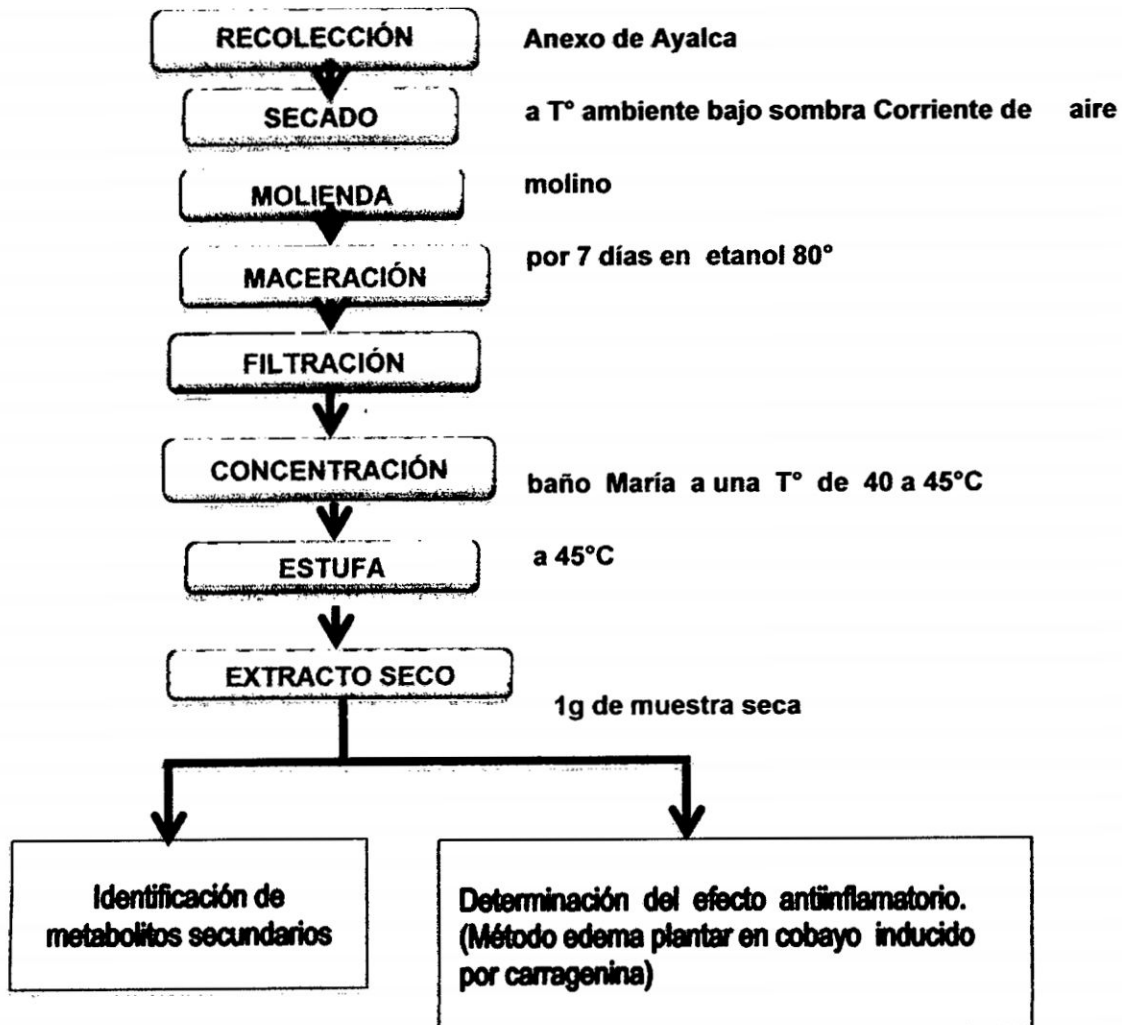 RECOLECCIÓN
Anexo de Ayalca
SECADO
a Tº ambiente bajo sombra Corriente de aire
MOLIENDA
molino
MACERACIÓN
por 7 días en etanol 80°
FILTRACIÓN
CONCENTRACIÓN
baño María a una Tº de 40 a 45°C
ESTUFA
a 45°C
EXTRACTO SECO
1g de muestra seca
Identificación de
metabolitos secundarios
Determinación del efecto antiinflamatorio.
(Método edema plantar en cobayo inducido
por carragenina)